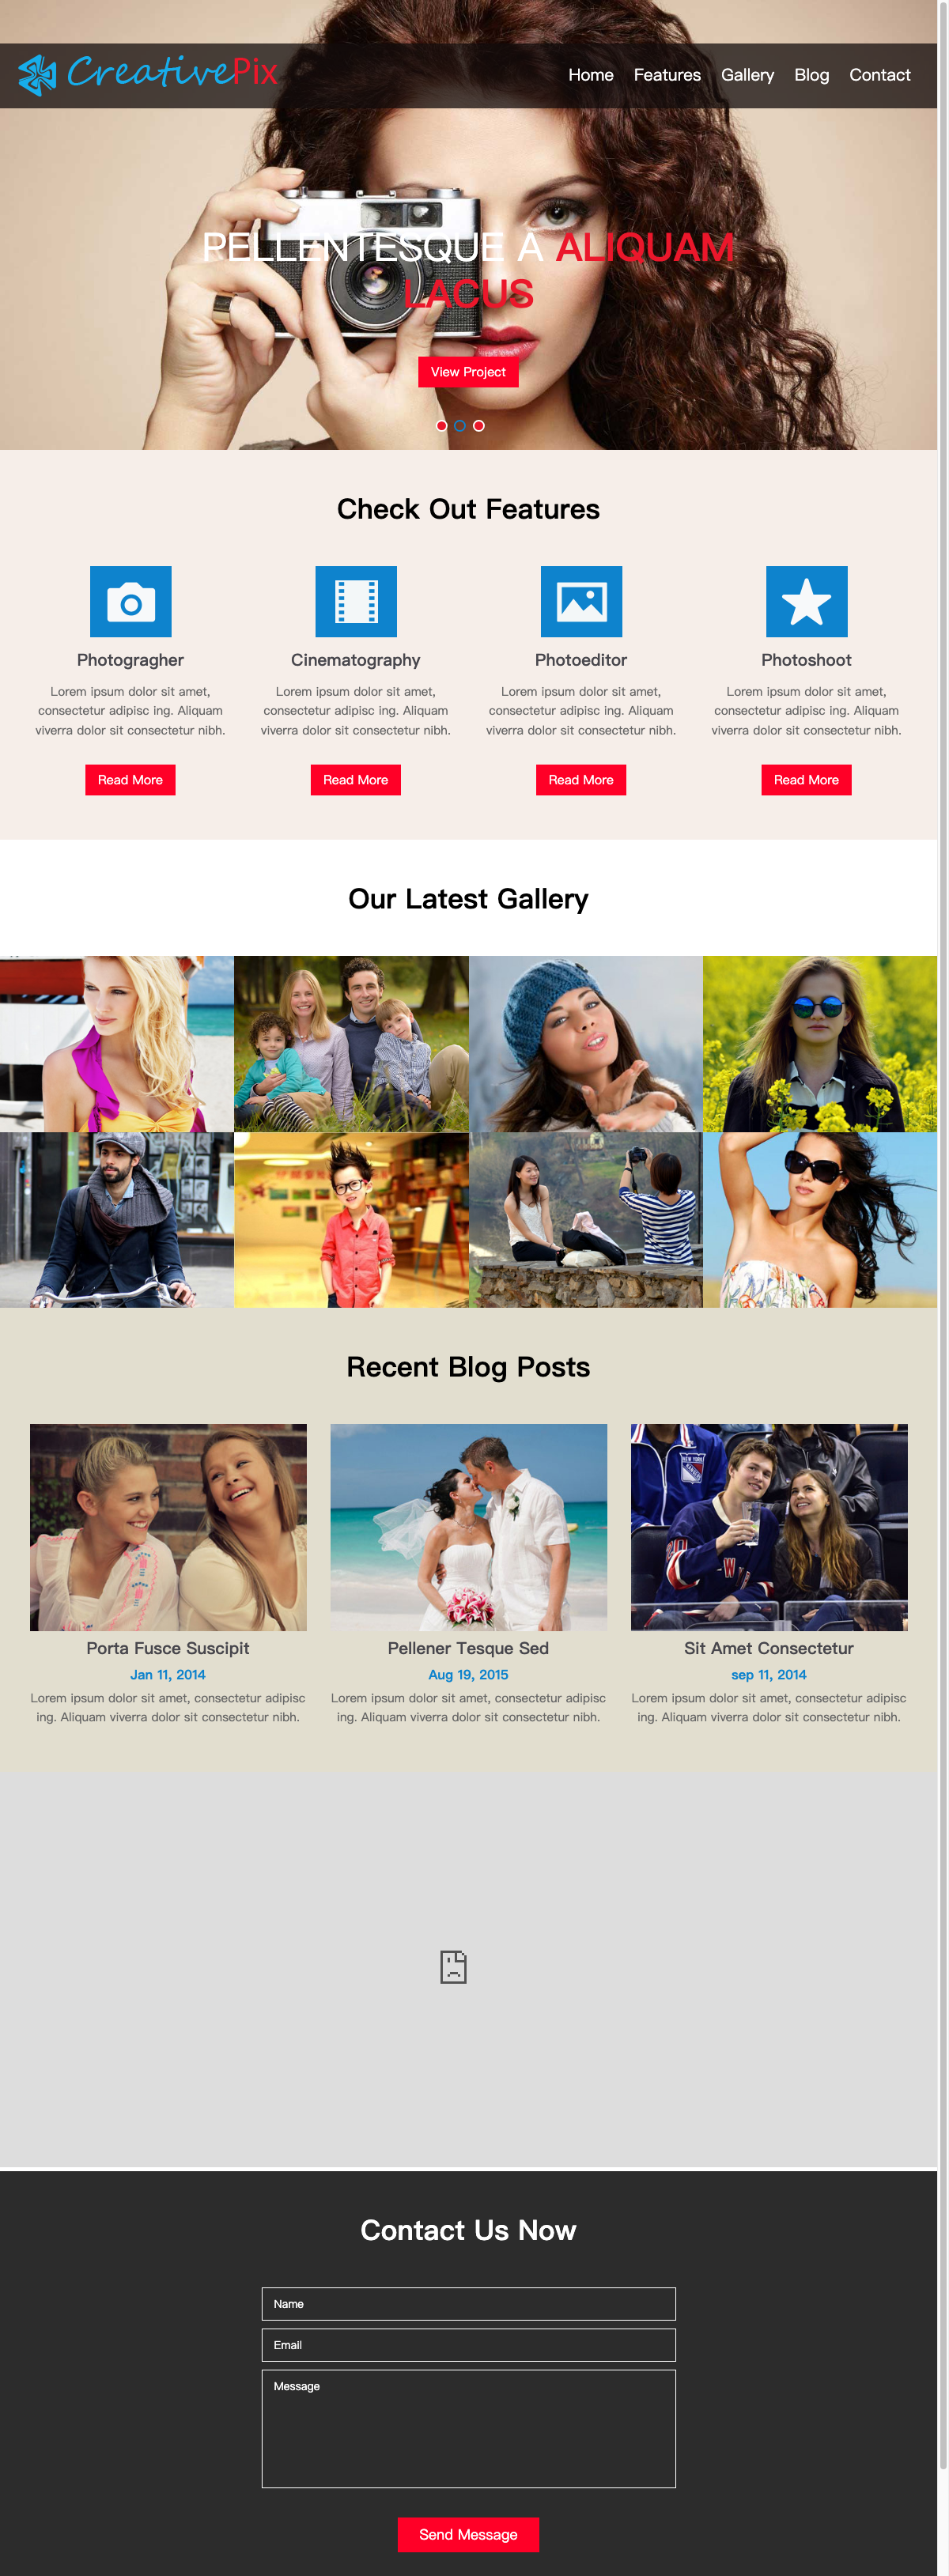 CreativePix
Home Features Gallery Blog Contact
PELLENTESQUE A ALIQUAM
LACUS
View Project
Check Out Features
Photogragher
Lorem ipsum dolor sit amet,
consectetur adipisc ing. Aliquam
viverra dolor sit consectetur nibh.
Read More
Cinematography
Lorem ipsum dolor sit amet,
consectetur adipisc ing. Aliquam
viverra dolor sit consectetur nibh.
Read More
Photoeditor
Lorem ipsum dolor sit amet,
consectetur adipisc ing. Aliquam
viverra dolor sit consectetur nibh.
Read More
Photoshoot
Lorem ipsum dolor sit amet,
consectetur adipisc ing. Aliquam
viverra dolor sit consectetur nibh.
Read More
Our Latest Gallery
Recent Blog Posts
NEW YORK
RANGERS
Porta Fusce Suscipit
Jan 11, 2014
Lorem ipsum dolor sit amet, consectetur adipisc
ing. Aliquam viverra dolor sit consectetur nibh.
Pellener Tesque Sed
Aug 19, 2015
Lorem ipsum dolor sit amet, consectetur adipisc
ing. Aliquam viverra dolor sit consectetur nibh.
Sit Amet Consectetur
sep 11, 2014
Lorem ipsum dolor sit amet, consectetur adipisc
ing. Aliquam viverra dolor sit consectetur nibh.
Contact Us Now
Name
Email
Message
Send Message